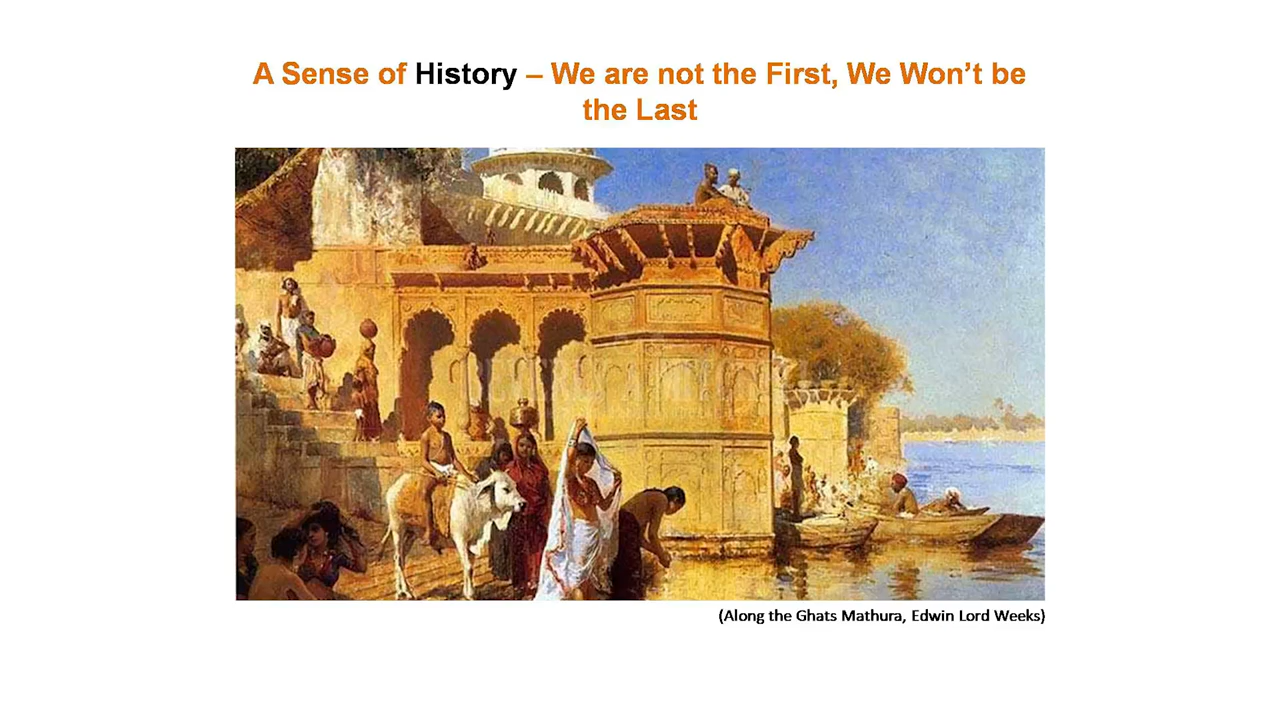 A Sense of History – We are not the First, We Won’t be
the Last
(Along the Ghats Mathura, Edwin Lord Weeks)